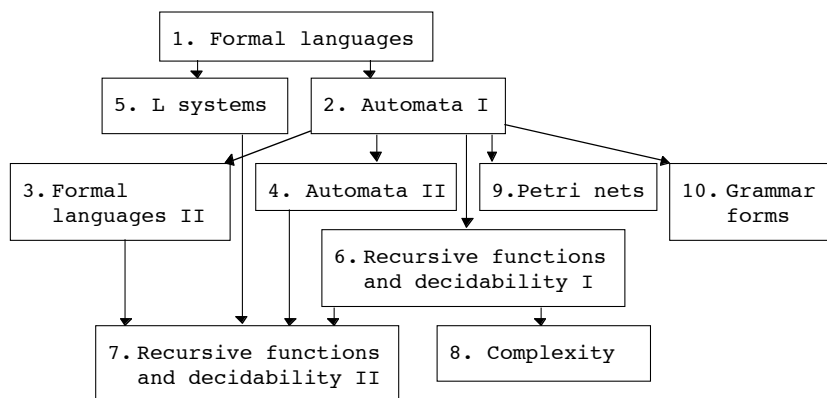 1. Formal languages
5. L systems
2. Automata I
3. Formal
languages II
4. Automata II
9.Petri nets
10. Grammar
forms
6. Recursive functions
and decidability I
7. Recursive functions
and decidability II
8. Complexity